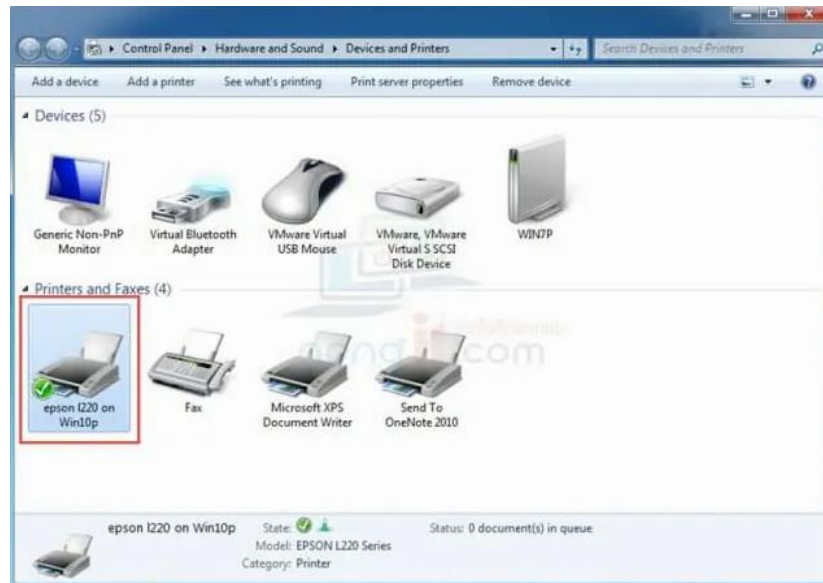 Control Panel ▸ Hardware and Sound ▸ Devices and Printers
Search Devices and Printers
Add a device Add a printer See what's printing Print server properties Remove device
Devices (5)
Generic Non-PnP
Monitor
Virtual Bluetooth
Adapter
VMware Virtual
USB Mouse
VMware, VMware
Virtual S SCSI
Disk Device
WIN7P
Printers and Faxes (4)
epson l220 on
Win10p
Fax
Microsoft XPS
Document Writer
Send To
OneNote 2010
epson l220 on Win10p State: Status: 0 document(s) in queue
Model: EPSON L220 Series
Category: Printer